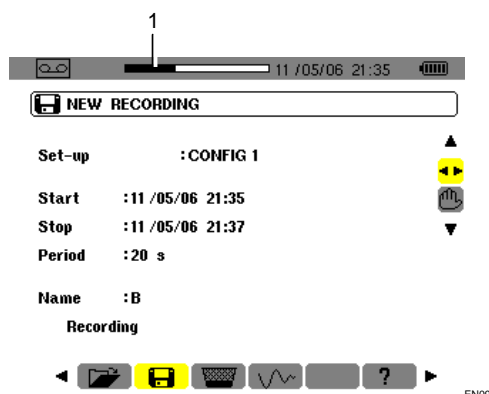 1
11 /05/06 21:35
NEW RECORDING
Set-up :CONFIG 1
Start :11 /05/06 21:35
Stop :11 /05/06 21:37
Period :20 s
Name :B
Recording
?